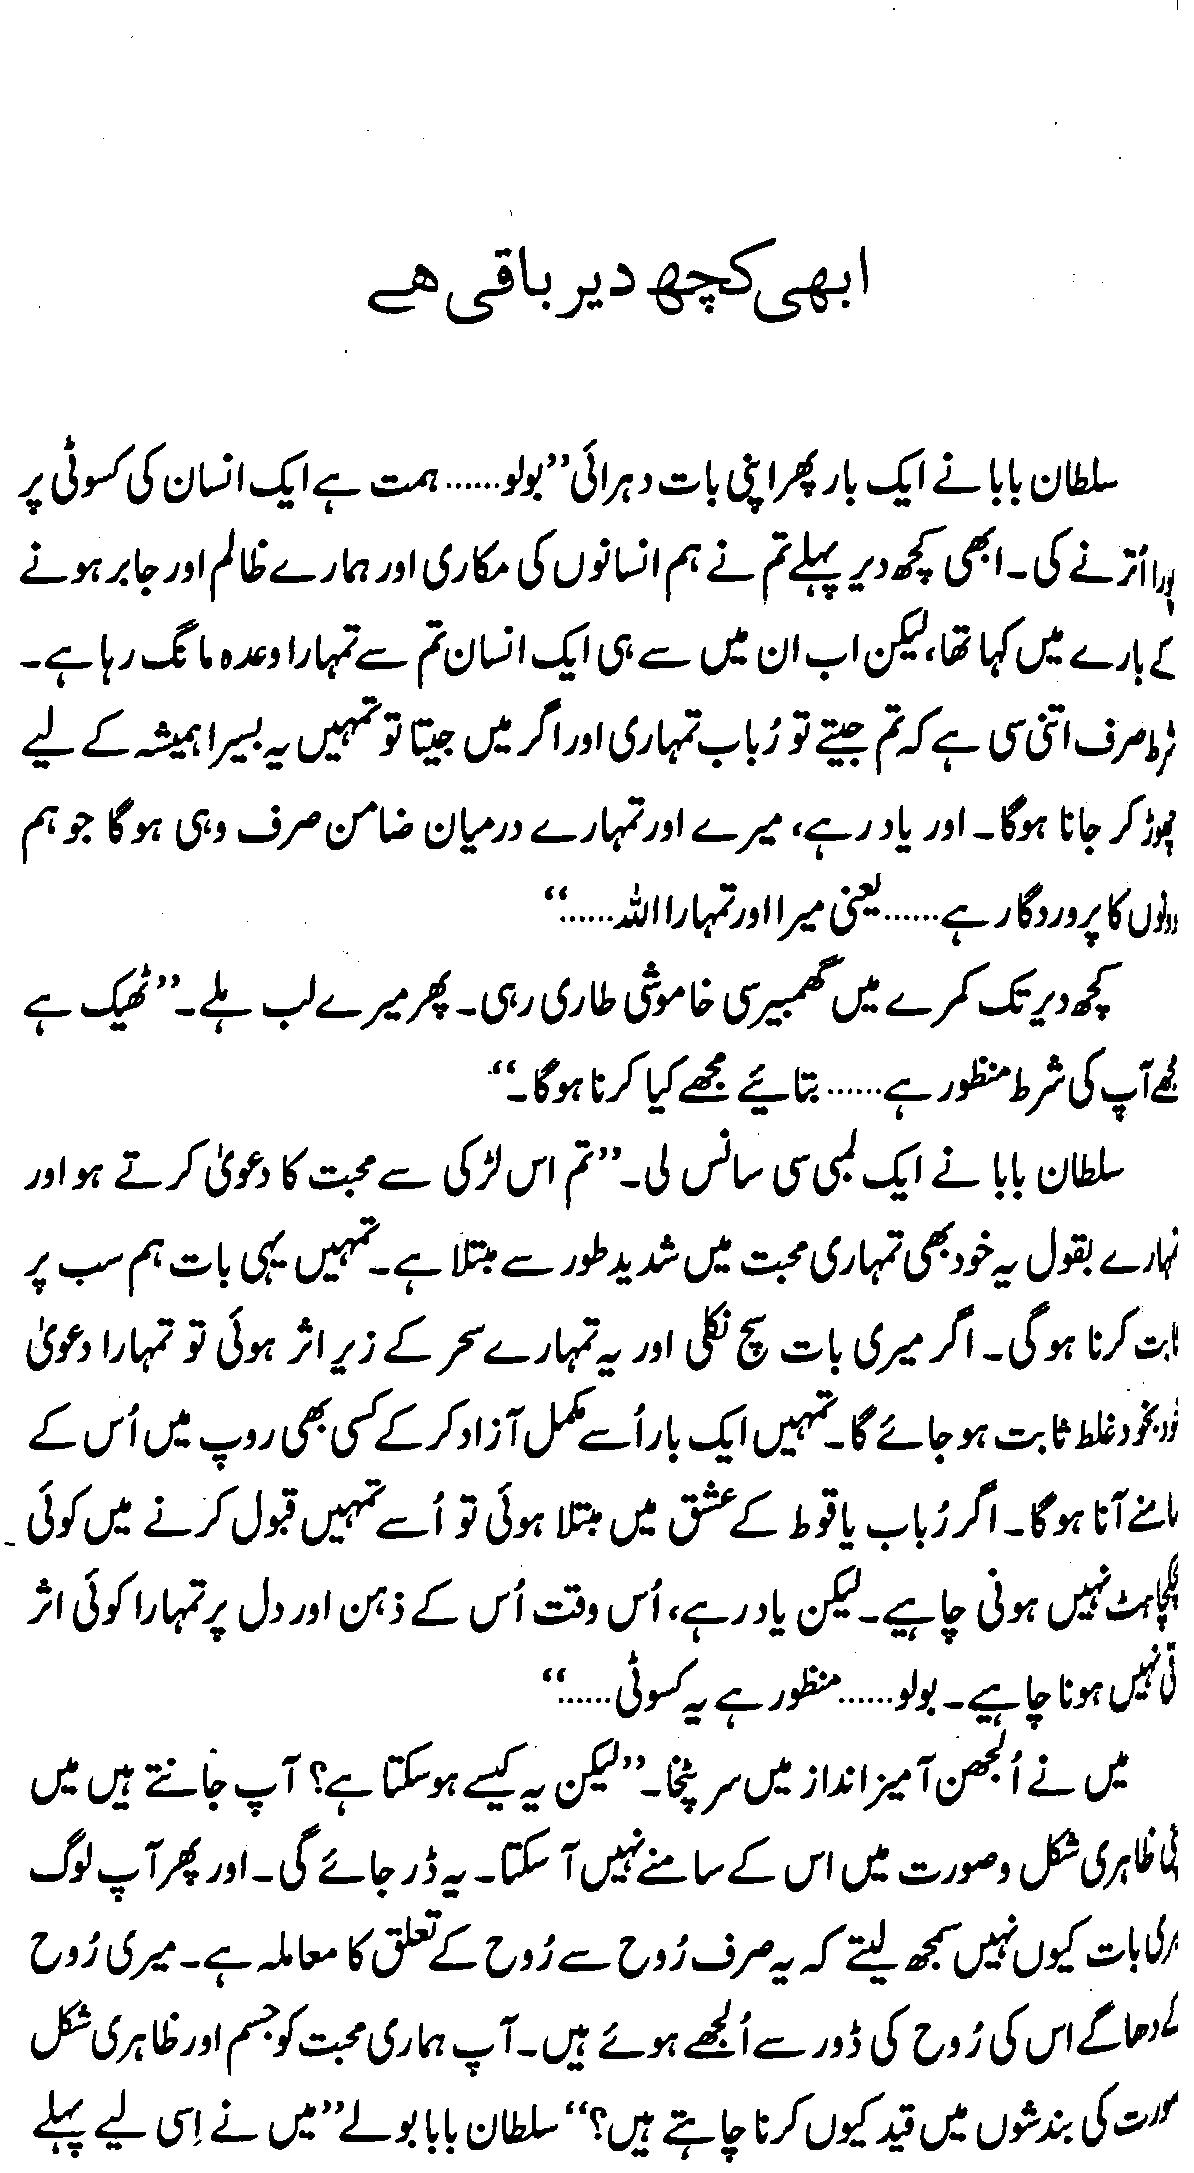 ابھی کچھ دیر باقی ھے
سلطان بابا نے ایک بار پھر اپنی بات دہرائی ”بولو...... ہمت ہے ایک انسان کی کسوٹی پر
پورا اُترنے کی۔ ابھی کچھ دیر پہلے تم نے ہم انسانوں کی مکاری اور ہمارے ظالم اور جابر ہونے
کے بارے میں کہا تھا، لیکن اب ان میں سے ہی ایک انسان تم سے تمہارا وعدہ مانگ رہا ہے۔
شرط صرف اتنی سی ہے کہ تم جیتے تو رُباب تمہاری اور اگر میں جیتا تو تمہیں یہ بسیرا ہمیشہ کے لیے
چھوڑ کر جانا ہوگا۔ اور یاد رہے، میرے اور تمہارے درمیان ضامن صرف وہی ہوگا جو ہم
دونوں کا پروردگار ہے...... یعنی میرا اور تمہارا اللہ......“
کچھ دیر تک کمرے میں گھمبیر سی خاموشی طاری رہی۔ پھر میرے لب ہلے۔ ”ٹھیک ہے
مجھے آپ کی شرط منظور ہے...... بتائیے مجھے کیا کرنا ہوگا۔“
سلطان بابا نے ایک لمبی سی سانس لی۔ ”تم اس لڑکی سے محبت کا دعویٰ کرتے ہو اور
تمہارے بقول یہ خود بھی تمہاری محبت میں شدید طور سے مبتلا ہے۔ تمہیں یہی بات ہم سب پر
ثابت کرنا ہوگی۔ اگر میری بات سچ نکلی اور یہ تمہارے سحر کے زیر اثر ہوئی تو تمہارا دعویٰ
خود بخود غلط ثابت ہو جائے گا۔ تمہیں ایک بار اُسے مکمل آزاد کر کے کسی بھی روپ میں اُس کے
سامنے آنا ہوگا۔ اگر رُباب یاقوط کے عشق میں مبتلا ہوئی تو اُسے تمہیں قبول کرنے میں کوئی
ہچکچاہٹ نہیں ہونی چاہیے۔ لیکن یاد رہے، اُس وقت اُس کے ذہن اور دل پر تمہارا کوئی اثر
باقی نہیں ہونا چاہیے۔ بولو...... منظور ہے یہ کسوٹی......“
میں نے اُلجھن آمیز انداز میں سر پٹخا۔ ”لیکن یہ کیسے ہوسکتا ہے؟ آپ جانتے ہیں میں
اپنی ظاہری شکل و صورت میں اس کے سامنے نہیں آ سکتا۔ یہ ڈر جائے گی۔ اور پھر آپ لوگ
میری بات کیوں نہیں سمجھ لیتے کہ یہ صرف رُوح سے رُوح کے تعلق کا معاملہ ہے۔ میری رُوح
کے دھاگے اس کی رُوح کی ڈور سے اُلجھے ہوئے ہیں۔ آپ ہماری محبت کو جسم اور ظاہری شکل
صورت کی بندشوں میں قید کیوں کرنا چاہتے ہیں؟“ سلطان بابا بولے ”میں نے اِسی لیے پہلے